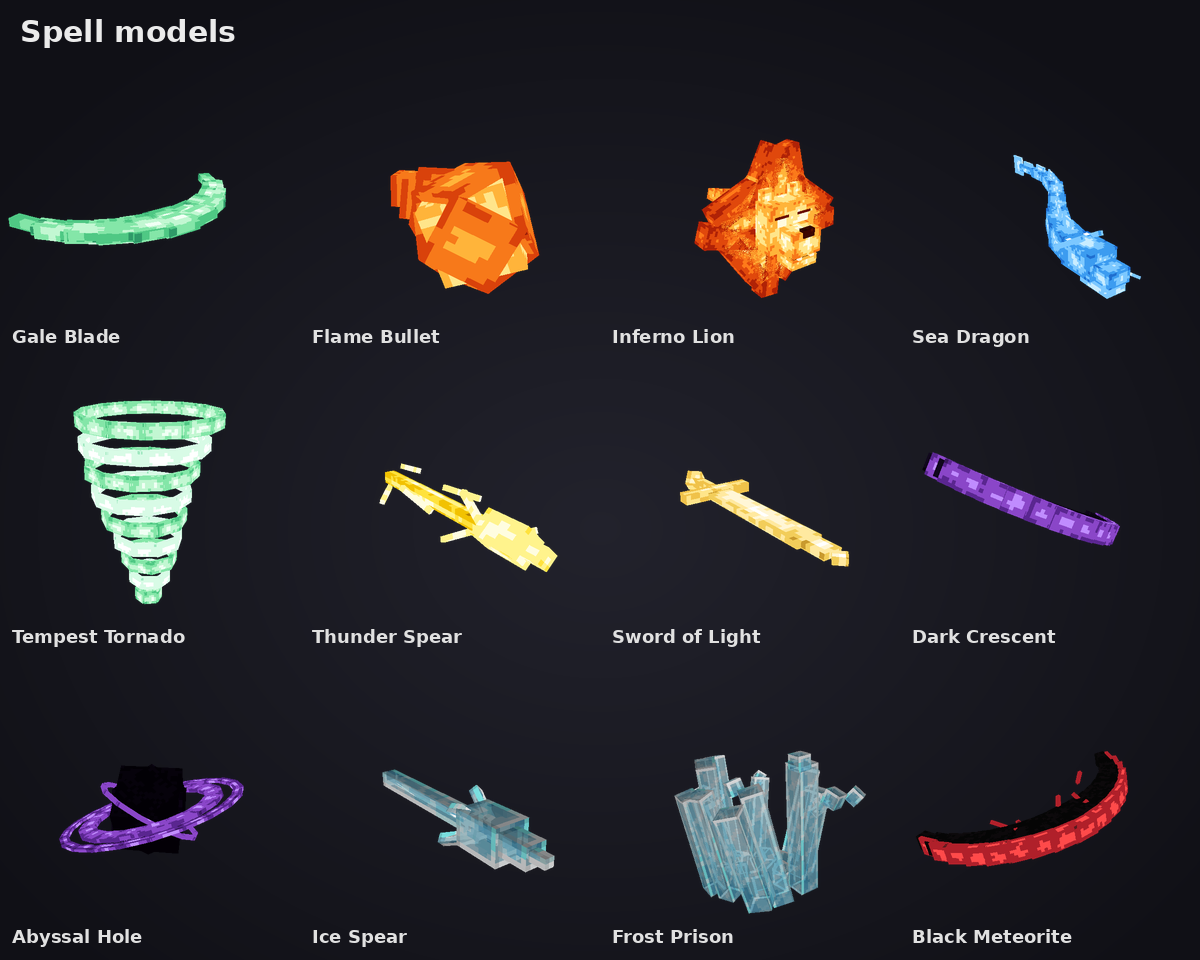 Spell models
Gale Blade
Flame Bullet
Inferno Lion
Sea Dragon
Tempest Tornado
Thunder Spear
Sword of Light
Dark Crescent
Abyssal Hole
Ice Spear
Frost Prison
Black Meteorite